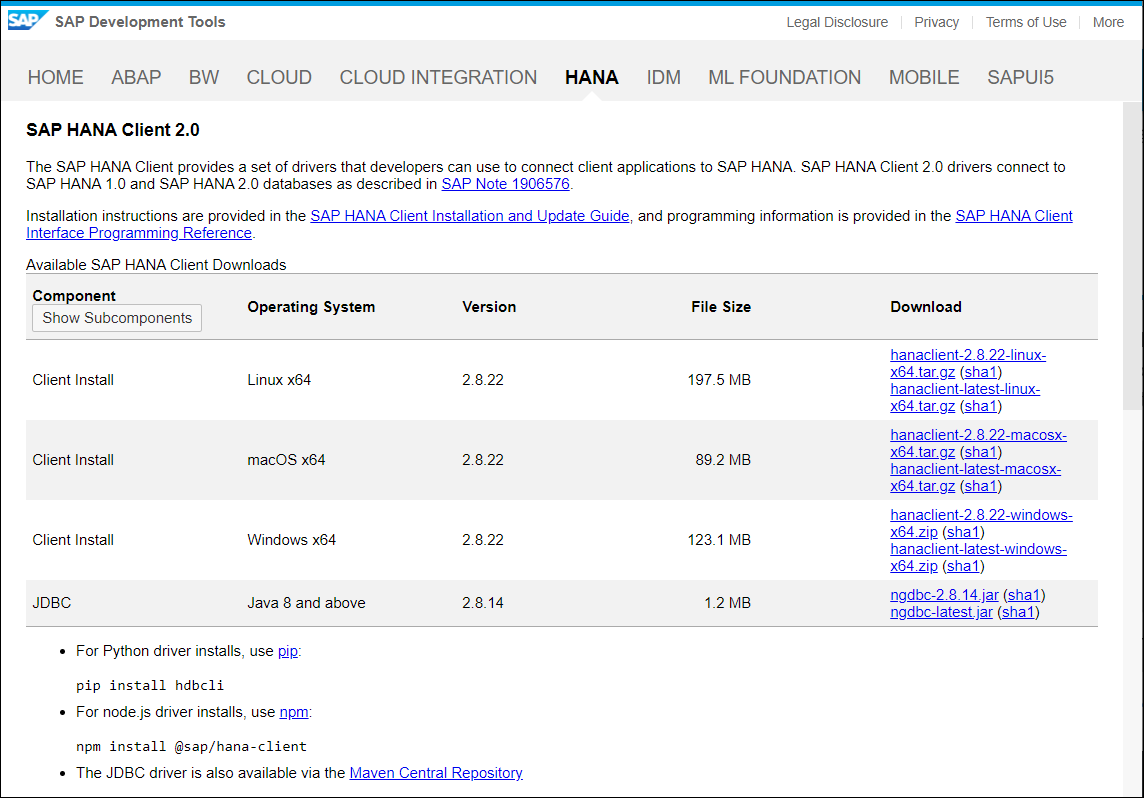 SAP SAP Development Tools Legal Disclosure Privacy Terms of Use More
HOME ABAP BW CLOUD CLOUD INTEGRATION HANA IDM ML FOUNDATION MOBILE SAPUI5
SAP HANA Client 2.0
The SAP HANA Client provides a set of drivers that developers can use to connect client applications to SAP HANA. SAP HANA Client 2.0 drivers connect to
SAP HANA 1.0 and SAP HANA 2.0 databases as described in SAP Note 1906576.
Installation instructions are provided in the SAP HANA Client Installation and Update Guide, and programming information is provided in the SAP HANA Client
Interface Programming Reference.
Available SAP HANA Client Downloads
Component
Show Subcomponents
Operating System Version File Size Download
Client Install Linux x64 2.8.22 197.5 MB
hanaclient-2.8.22-linux-
x64.tar.gz (sha1)
hanaclient-latest-linux-
x64.tar.gz (sha1)
Client Install macOS x64 2.8.22 89.2 MB
hanaclient-2.8.22-macosx-
x64.tar.gz (sha1)
hanaclient-latest-macosx-
x64.tar.gz (sha1)
Client Install Windows x64 2.8.22 123.1 MB
hanaclient-2.8.22-windows-
x64.zip (sha1)
hanaclient-latest-windows-
x64.zip (sha1)
JDBC Java 8 and above 2.8.14 1.2 MB
ngdbc-2.8.14.jar (sha1)
ngdbc-latest.jar (sha1)
• For Python driver installs, use pip:
pip install hdbcli
• For node.js driver installs, use npm:
npm install @sap/hana-client
• The JDBC driver is also available via the Maven Central Repository